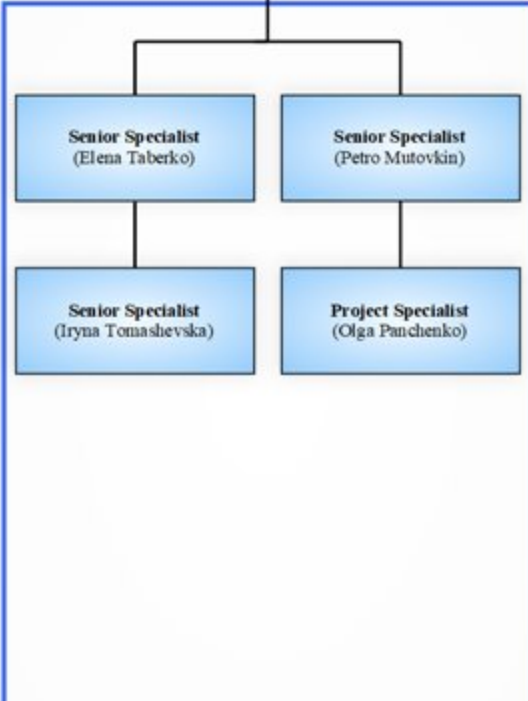 Senior Specialist
(Elena Taberko)
Senior Specialist
(Petro Mutovkin)
Senior Specialist
(Iryna Tomashevska)
Project Specialist
(Olga Panchenko)